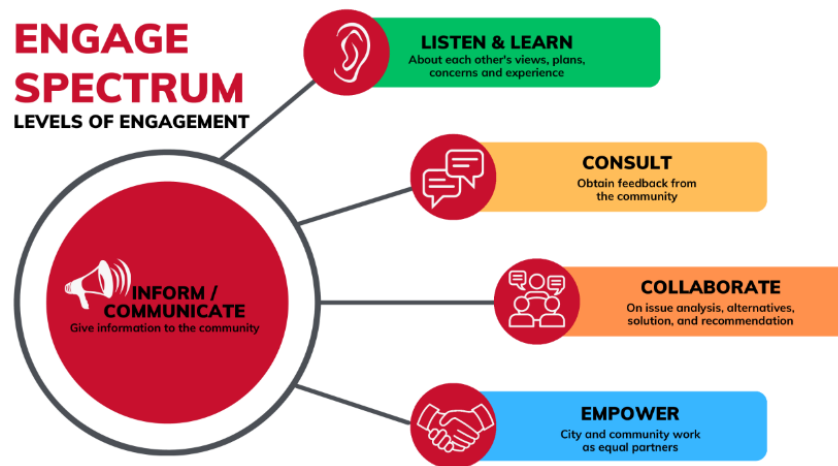 ENGAGE
SPECTRUM
LEVELS OF ENGAGEMENT
LISTEN & LEARN
About each other's views, plans,
concerns and experience
CONSULT
Obtain feedback from
the community
INFORM /
COMMUNICATE
Give information to the community
COLLABORATE
On issue analysis, alternatives,
solution, and recommendation
EMPOWER
City and community work
as equal partners